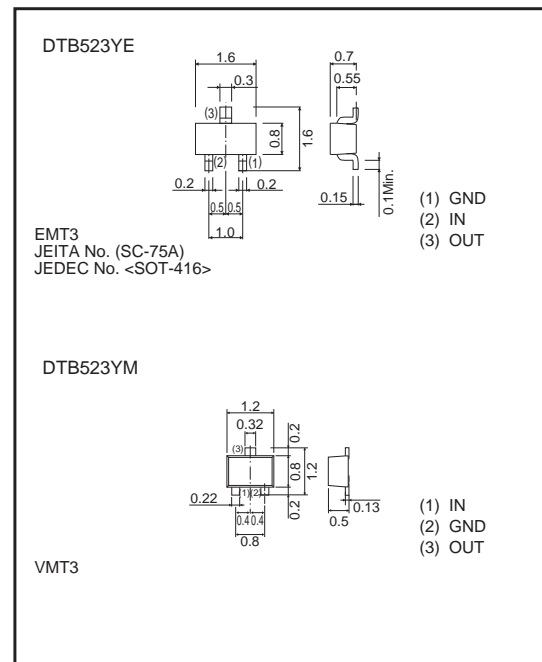 DTB523YE
1.6
0.3
(3)
0.8
1.6
(2)
(1)
0.2
0.2
0.5
0.5
1.0
0.7
0.55
0.15
0.1Min.
(1) GND
(2) IN
(3) OUT
EMT3
JEITA No. (SC-75A)
JEDEC No. <SOT-416>
DTB523YM
1.2
0.32
(3)
0.2
0.8
1.2
0.2
(1)
(2)
0.22
0.4
0.4
0.8
0.13
0.5
(1) IN
(2) GND
(3) OUT
VMT3